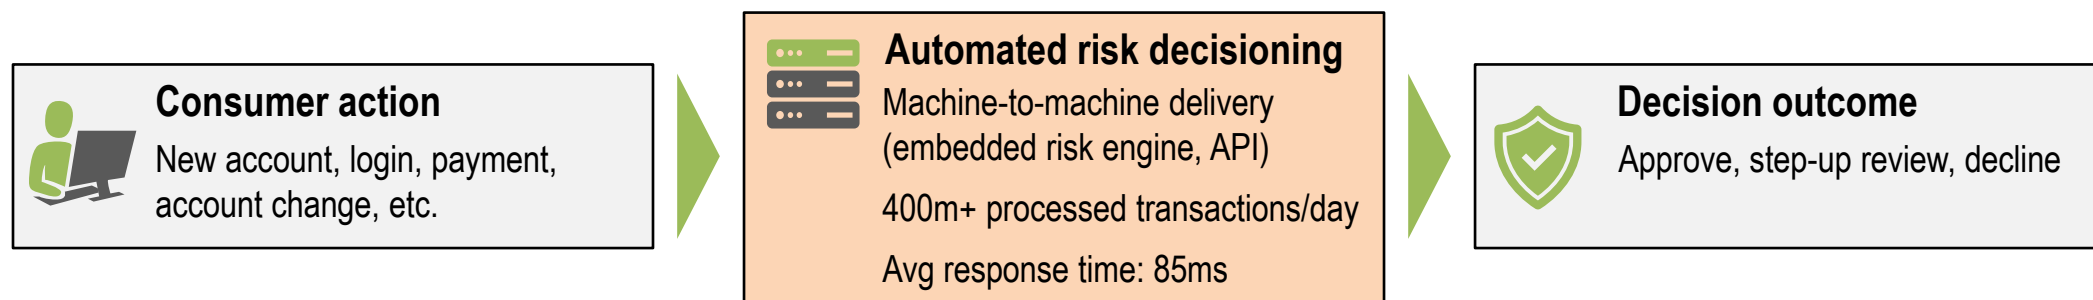 Consumer action
New account, login, payment,
account change, etc.
Automated risk decisioning
Machine-to-machine delivery
(embedded risk engine, API)
400m+ processed transactions/day
Avg response time: 85ms
Decision outcome
Approve, step-up review, decline